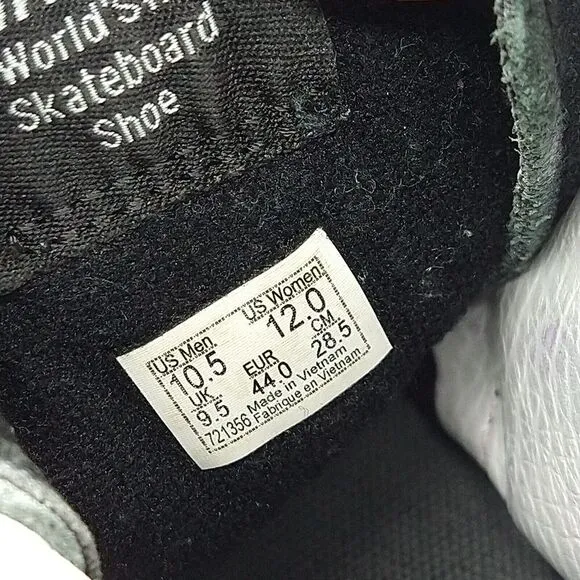 World's
Skateboard
Shoe
US Men
10.5
US Women
12.0
UK
9.5
EUR
44.0
CM
28.5
721356 Made in Vietnam
Fabrique en Vietnam